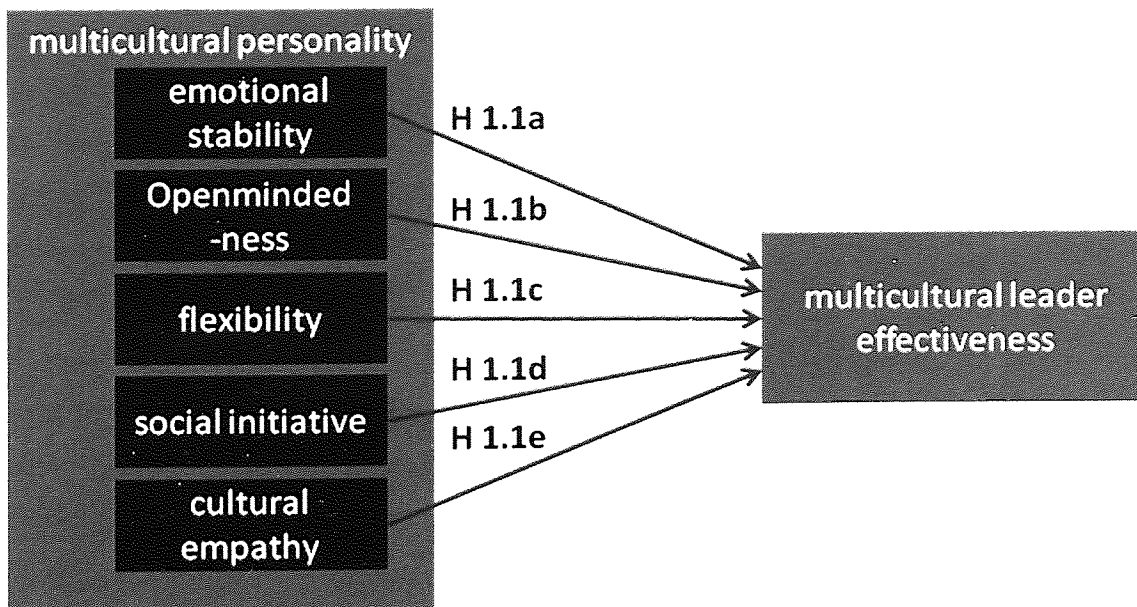 multicultural personality
emotional
stability
H 1.1a
Openminded
-ness
H 1.1b
flexibility
H 1.1c
social initiative
H 1.1d
cultural
empathy
H 1.1e
multicultural leader
effectiveness